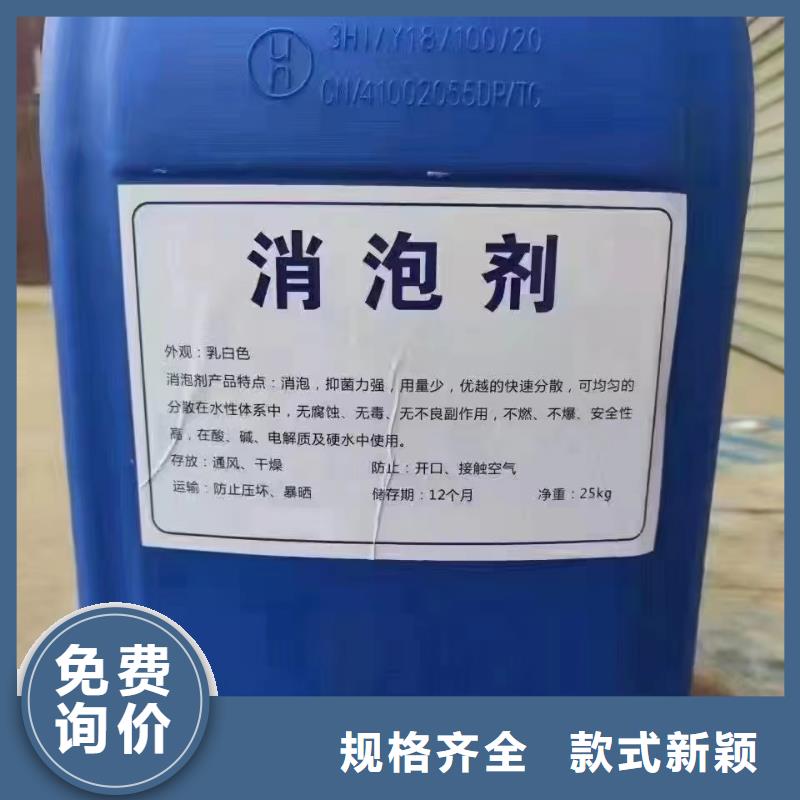 3H1/Y18/100/20
CN/41002055DP/TG
消泡剂
外观：乳白色
消泡剂产品特点：消泡，抑菌力强，用量少，优越的快速分散，可均匀的
分散在水性体系中，无腐蚀、无毒、无不良副作用，不燃、不爆、安全性
高，在酸、碱、电解质及硬水中使用。
存放：通风、干燥 防止：开口、接触空气
运输：防止压坏、暴晒 储存期：12个月 净重：25kg
免费
询价
规格齐全 款式新颖